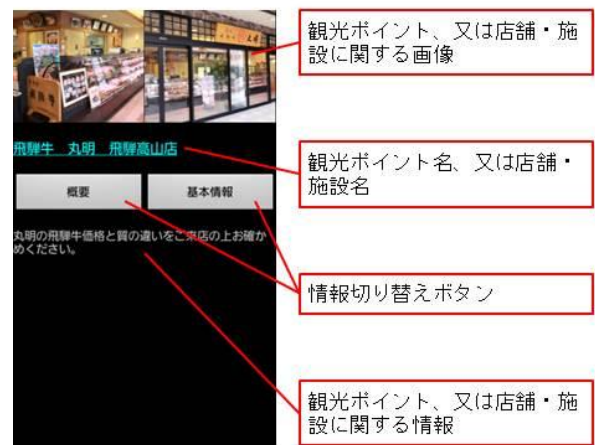 観光ポイント、又は店舗・施
設に関する画像
飛騨牛　丸明　飛騨高山店
観光ポイント名、又は店舗・
施設名
概要
基本情報
丸明の飛騨牛価格と質の違いをご来店の上お確か
めください。
情報切り替えボタン
観光ポイント、又は店舗・施
設に関する情報